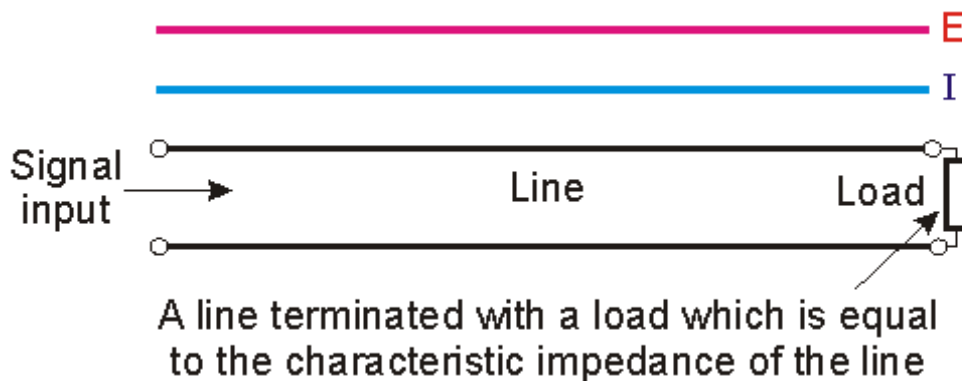 E
I
Signal
input
Line
Load
A line terminated with a load which is equal
to the characteristic impedance of the line